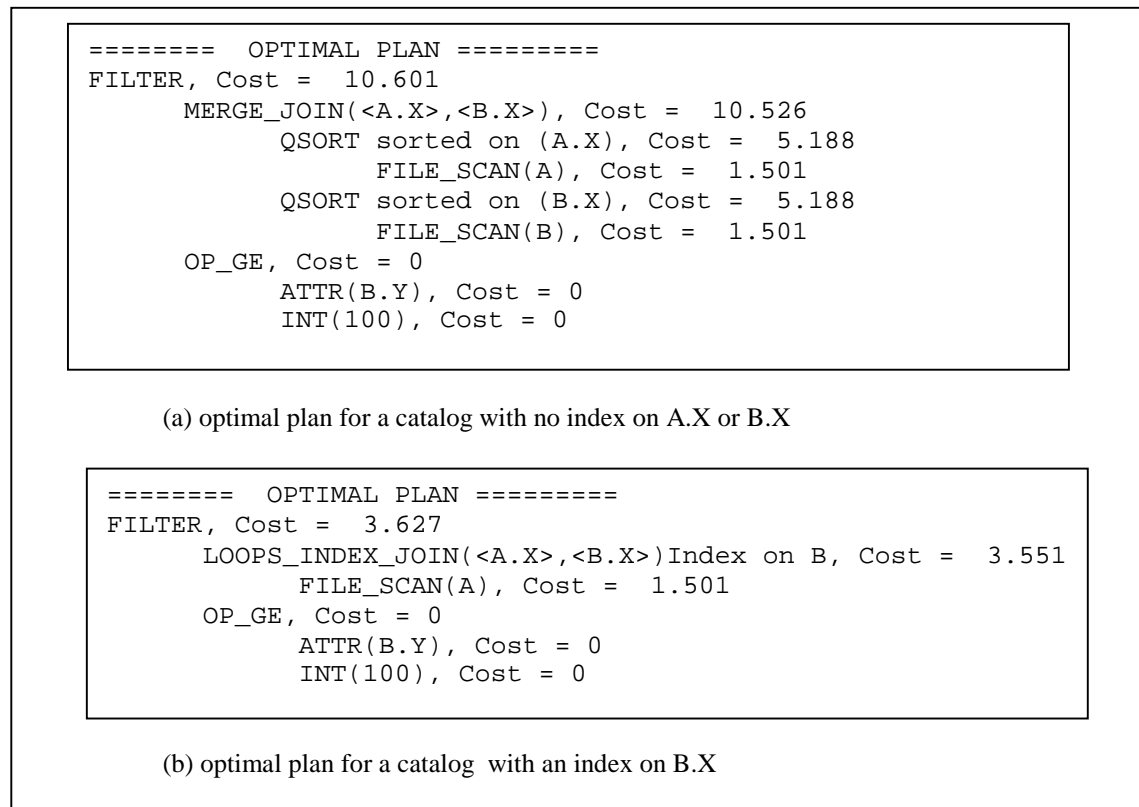 ======== OPTIMAL PLAN =========
FILTER, Cost = 10.601
MERGE_JOIN(<A.X>,<B.X>), Cost = 10.526
QSORT sorted on (A.X), Cost = 5.188
FILE_SCAN(A), Cost = 1.501
QSORT sorted on (B.X), Cost = 5.188
FILE_SCAN(B), Cost = 1.501
OP_GE, Cost = 0
ATTR(B.Y), Cost = 0
INT(100), Cost = 0
(a) optimal plan for a catalog with no index on A.X or B.X
======== OPTIMAL PLAN =========
FILTER, Cost = 3.627
LOOPS_INDEX_JOIN(<A.X>,<B.X>)Index on B, Cost = 3.551
FILE_SCAN(A), Cost = 1.501
OP_GE, Cost = 0
ATTR(B.Y), Cost = 0
INT(100), Cost = 0
(b) optimal plan for a catalog with an index on B.X